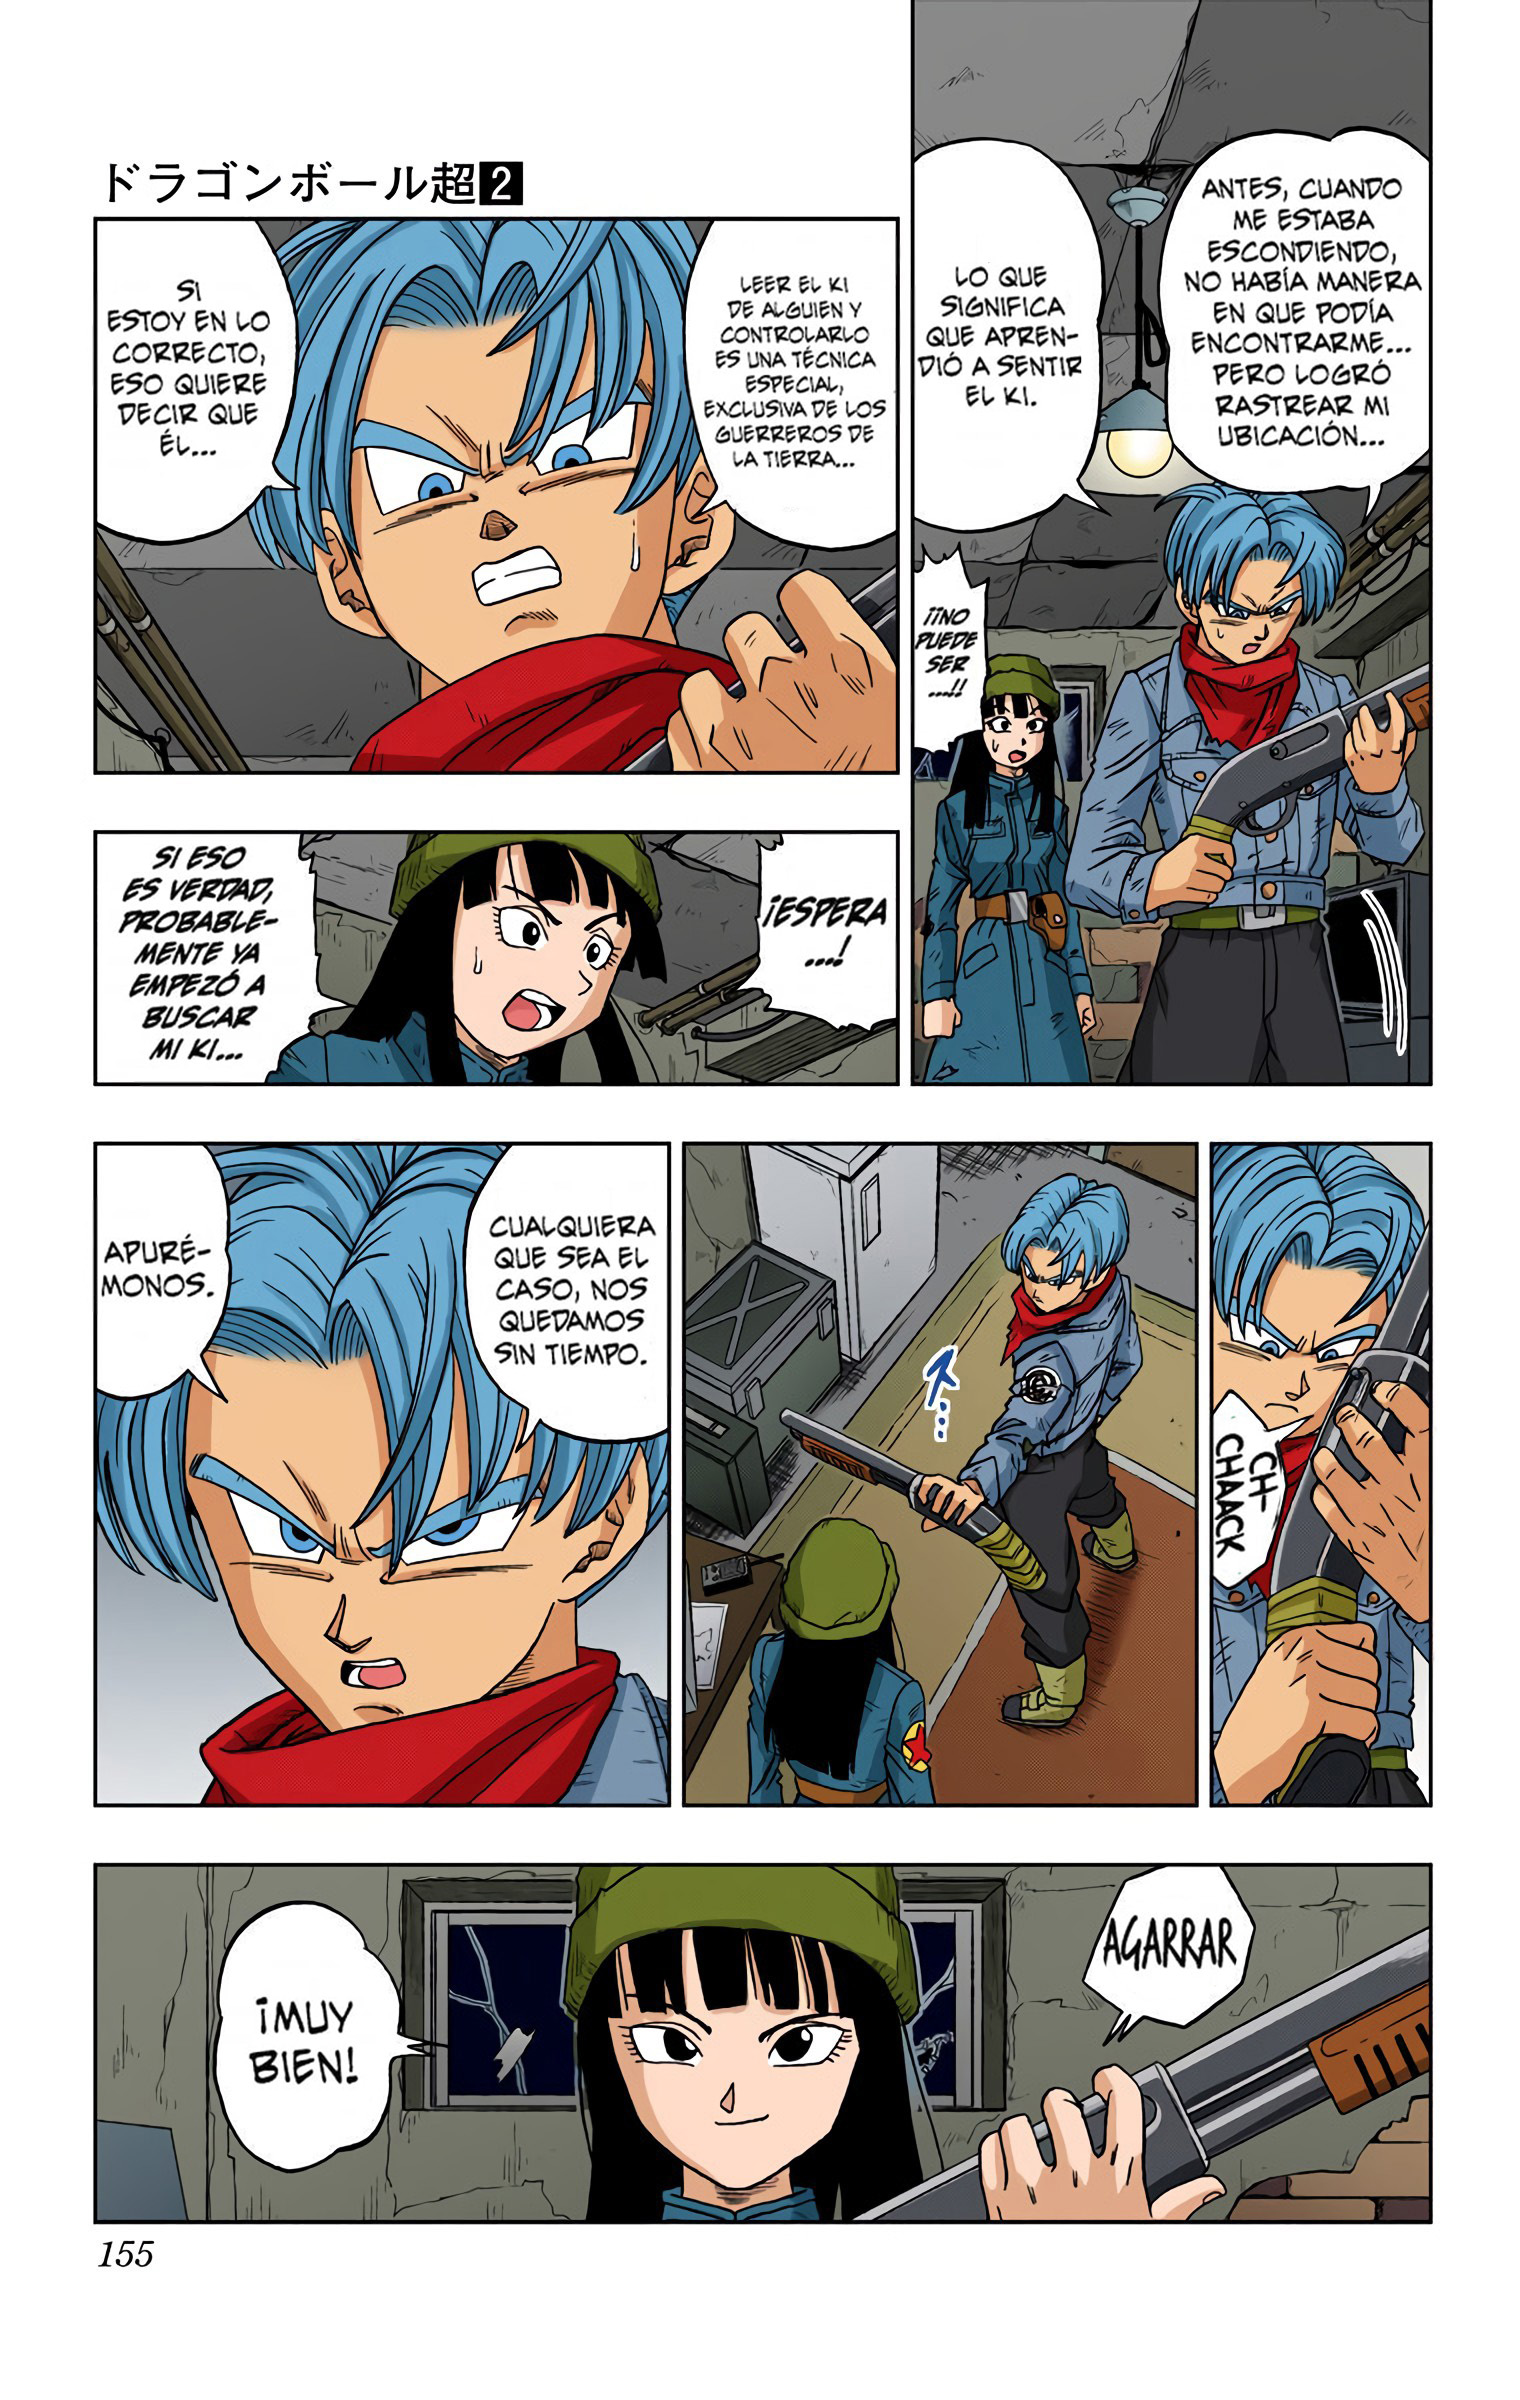 ドラゴンボール超2
ANTES, CUANDO
ME ESTABA
ESCONDIENDO,
NO HABÍA MANERA
EN QUE PODÍA
ENCONTRARME...
PERO LOGRÓ
RASTREAR MI
UBICACIÓN...
LO QUE
SIGNIFICA
QUE APREN-
DIÓ A SENTIR
EL KI.
¡¡NO
PUEDE
SER
...!!
LEER EL KI
DE ALGUIEN Y
CONTROLARLO
ES UNA TÉCNICA
ESPECIAL,
EXCLUSIVA DE LOS
GUERREROS DE
LA TIERRA...
SI
ESTOY EN LO
CORRECTO,
ESO QUIERE
DECIR QUE
ÉL...
¡ESPERA
...!
SI ESO
ES VERDAD,
PROBABLE-
MENTE YA
EMPEZÓ A
BUSCAR
MI KI...
CH-
CHAACK
CUALQUIERA
QUE SEA EL
CASO, NOS
QUEDAMOS
SIN TIEMPO.
APURÉ-
MONOS.
AGARRAR
¡MUY
BIEN!
155